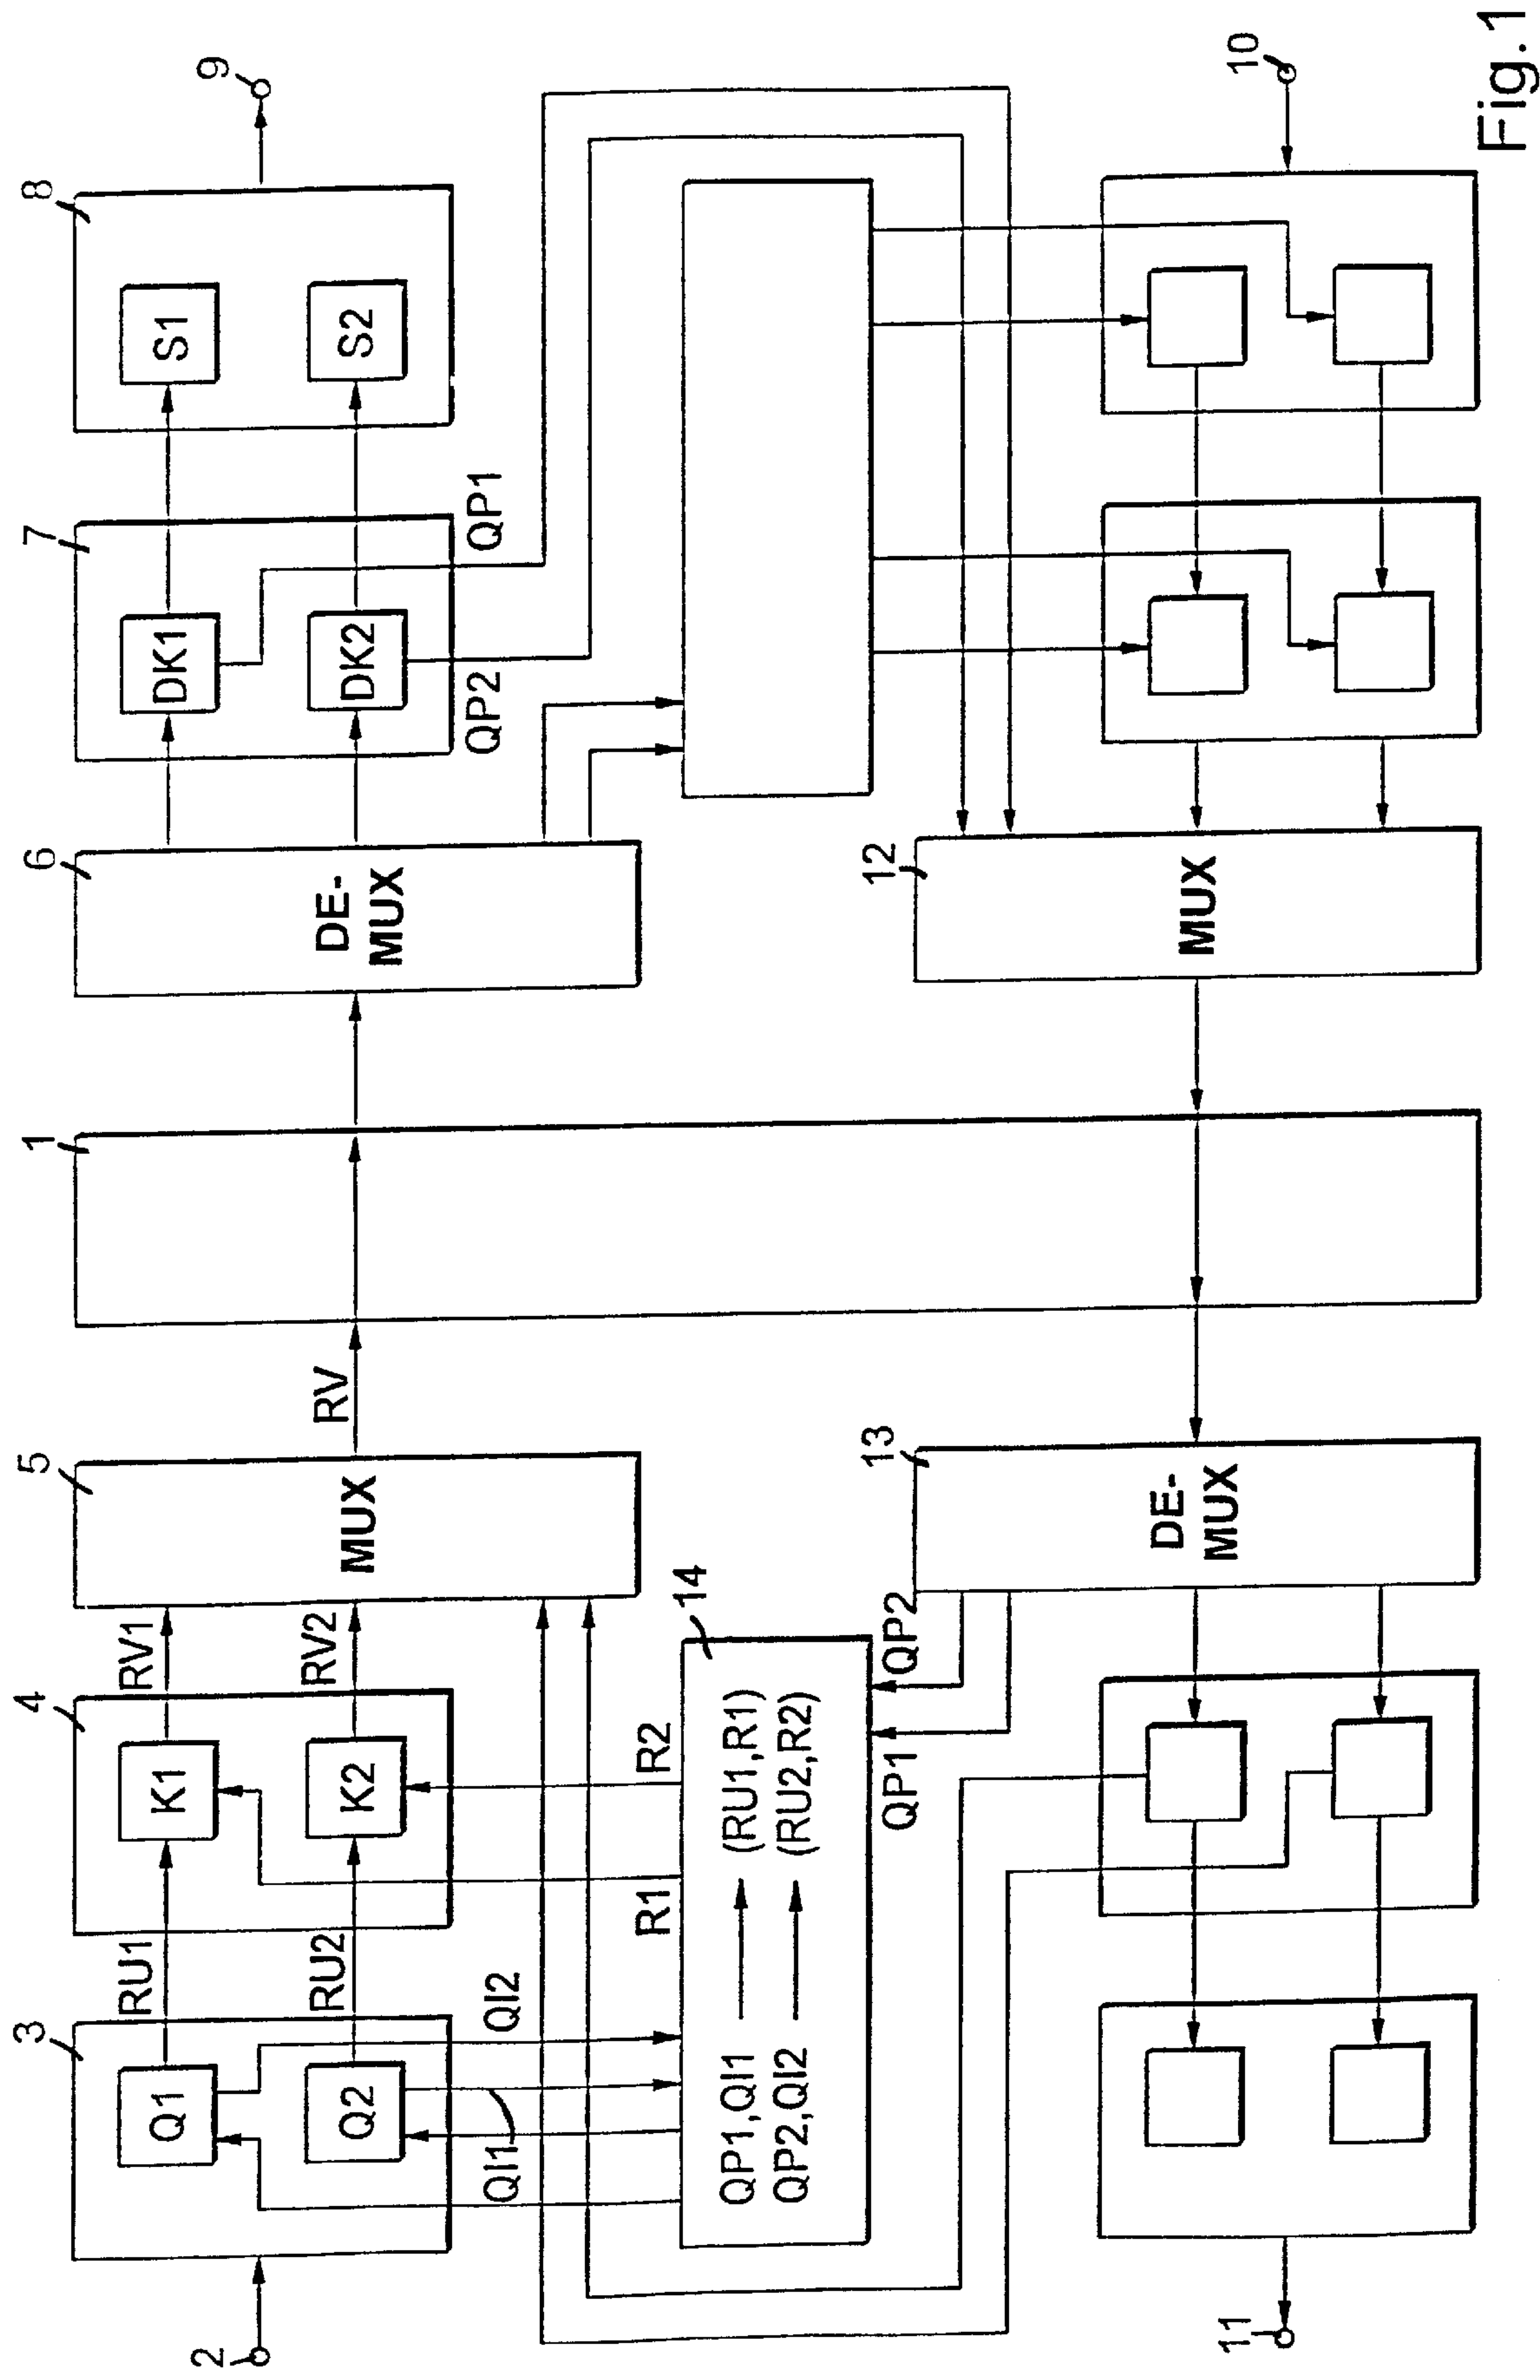 2
3
Q1
Q2
RU1
RU2
4
K1
K2
RV1
RV2
5
MUX
RV
1
6
DE-
MUX
7
DK1
DK2
QP1
QP2
8
S1
S2
9
QI1
QI2
R1
R2
14
QP1,QI1 → (RU1,R1)
QP2,QI2 → (RU2,R2)
QP1
QP2
13
DE-
MUX
12
MUX
10
11
Fig.1